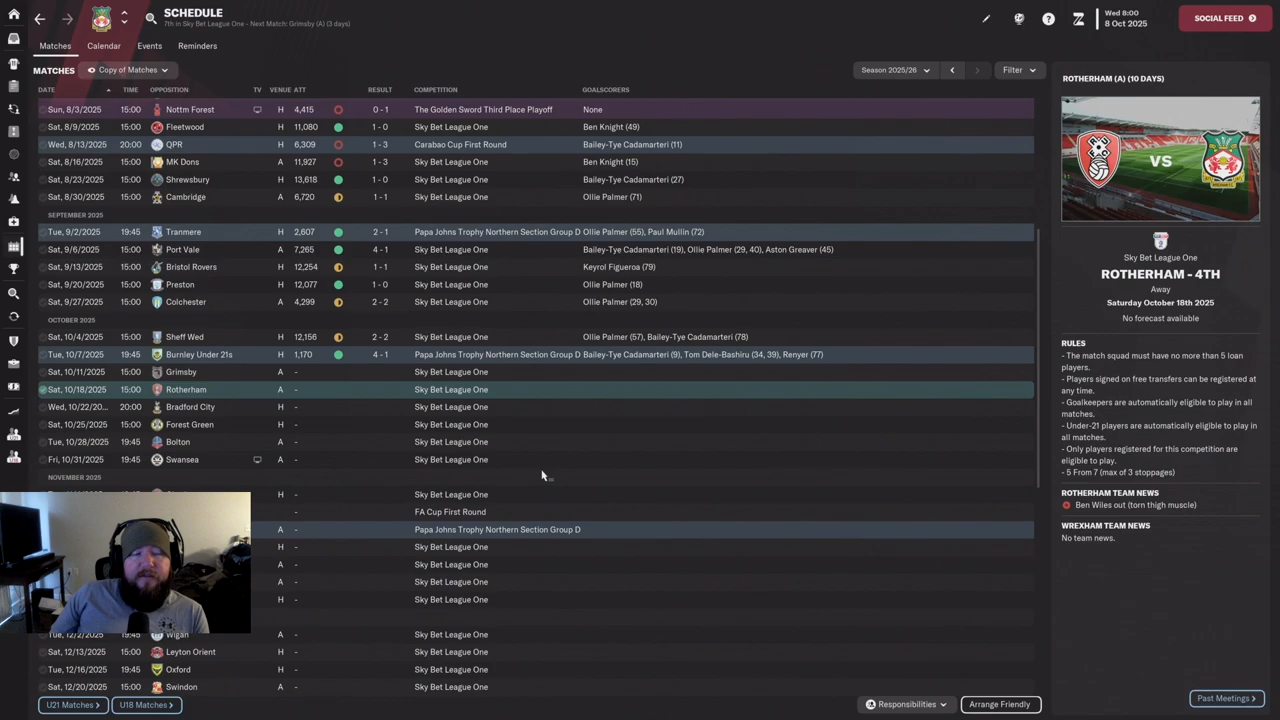 SCHEDULE
7th in Sky Bet League One - Next Match: Grimsby (A) (3 days)
Wed 8:00
8 Oct 2025
SOCIAL FEED
Matches Calendar Events Reminders
MATCHES Copy of Matches Season 2025/26 Filter
DATE TIME OPPOSITION TV VENUE ATT RESULT COMPETITION GOALSCORERS
Sun, 8/3/2025 15:00 Nottm Forest H 4,415 0 - 1 The Golden Sword Third Place Playoff None
Sat, 8/9/2025 15:00 Fleetwood H 11,080 1 - 0 Sky Bet League One Ben Knight (49)
Wed, 8/13/2025 20:00 QPR H 6,309 1 - 3 Carabao Cup First Round Bailey-Tye Cadamarteri (11)
Sat, 8/16/2025 15:00 MK Dons A 11,927 1 - 3 Sky Bet League One Ben Knight (15)
Sat, 8/23/2025 15:00 Shrewsbury H 13,618 1 - 0 Sky Bet League One Bailey-Tye Cadamarteri (27)
Sat, 8/30/2025 15:00 Cambridge A 6,720 1 - 1 Sky Bet League One Ollie Palmer (71)
SEPTEMBER 2025
Tue, 9/2/2025 19:45 Tranmere H 2,607 2 - 1 Papa Johns Trophy Northern Section Group D Ollie Palmer (55), Paul Mullin (72)
Sat, 9/6/2025 15:00 Port Vale A 7,265 4 - 1 Sky Bet League One Bailey-Tye Cadamarteri (19), Ollie Palmer (29, 40), Aston Greaver (45)
Sat, 9/13/2025 15:00 Bristol Rovers H 12,254 1 - 1 Sky Bet League One Keyrol Figueroa (79)
Sat, 9/20/2025 15:00 Preston H 12,077 1 - 0 Sky Bet League One Ollie Palmer (18)
Sat, 9/27/2025 15:00 Colchester A 4,299 2 - 2 Sky Bet League One Ollie Palmer (29, 30)
OCTOBER 2025
Sat, 10/4/2025 15:00 Sheff Wed H 12,156 2 - 2 Sky Bet League One Ollie Palmer (57), Bailey-Tye Cadamarteri (78)
Tue, 10/7/2025 19:45 Burnley Under 21s H 1,170 4 - 1 Papa Johns Trophy Northern Section Group D Bailey-Tye Cadamarteri (9), Tom Dele-Bashiru (34, 39), Renyer (77)
Sat, 10/11/2025 15:00 Grimsby A - Sky Bet League One
Sat, 10/18/2025 15:00 Rotherham A - Sky Bet League One
Wed, 10/22/20... 20:00 Bradford City H - Sky Bet League One
Sat, 10/25/2025 15:00 Forest Green H - Sky Bet League One
Tue, 10/28/2025 19:45 Bolton A - Sky Bet League One
Fri, 10/31/2025 19:45 Swansea A - Sky Bet League One
NOVEMBER 2025
H - Sky Bet League One
- FA Cup First Round
A - Papa Johns Trophy Northern Section Group D
H - Sky Bet League One
A - Sky Bet League One
A - Sky Bet League One
H - Sky Bet League One
Tue, 12/2/2025 19:45 Wigan A - Sky Bet League One
Sat, 12/13/2025 15:00 Leyton Orient H - Sky Bet League One
Tue, 12/16/2025 19:45 Oxford H - Sky Bet League One
Sat, 12/20/2025 15:00 Swindon A - Sky Bet League One
U21 Matches > U18 Matches > Responsibilities Arrange Friendly
ROTHERHAM (A) (10 DAYS)
VS
Sky Bet League One
ROTHERHAM - 4TH
Away
Saturday October 18th 2025
No forecast available
RULES
- The match squad must have no more than 5 loan
players.
- Players signed on free transfers can be registered at
any time.
- Goalkeepers are automatically eligible to play in all
matches.
- Under-21 players are automatically eligible to play in
all matches.
- Only players registered for this competition are
eligible to play.
- 5 From 7 (max of 3 stoppages)
ROTHERHAM TEAM NEWS
Ben Wiles out (torn thigh muscle)
WREXHAM TEAM NEWS
No team news.
Past Meetings >